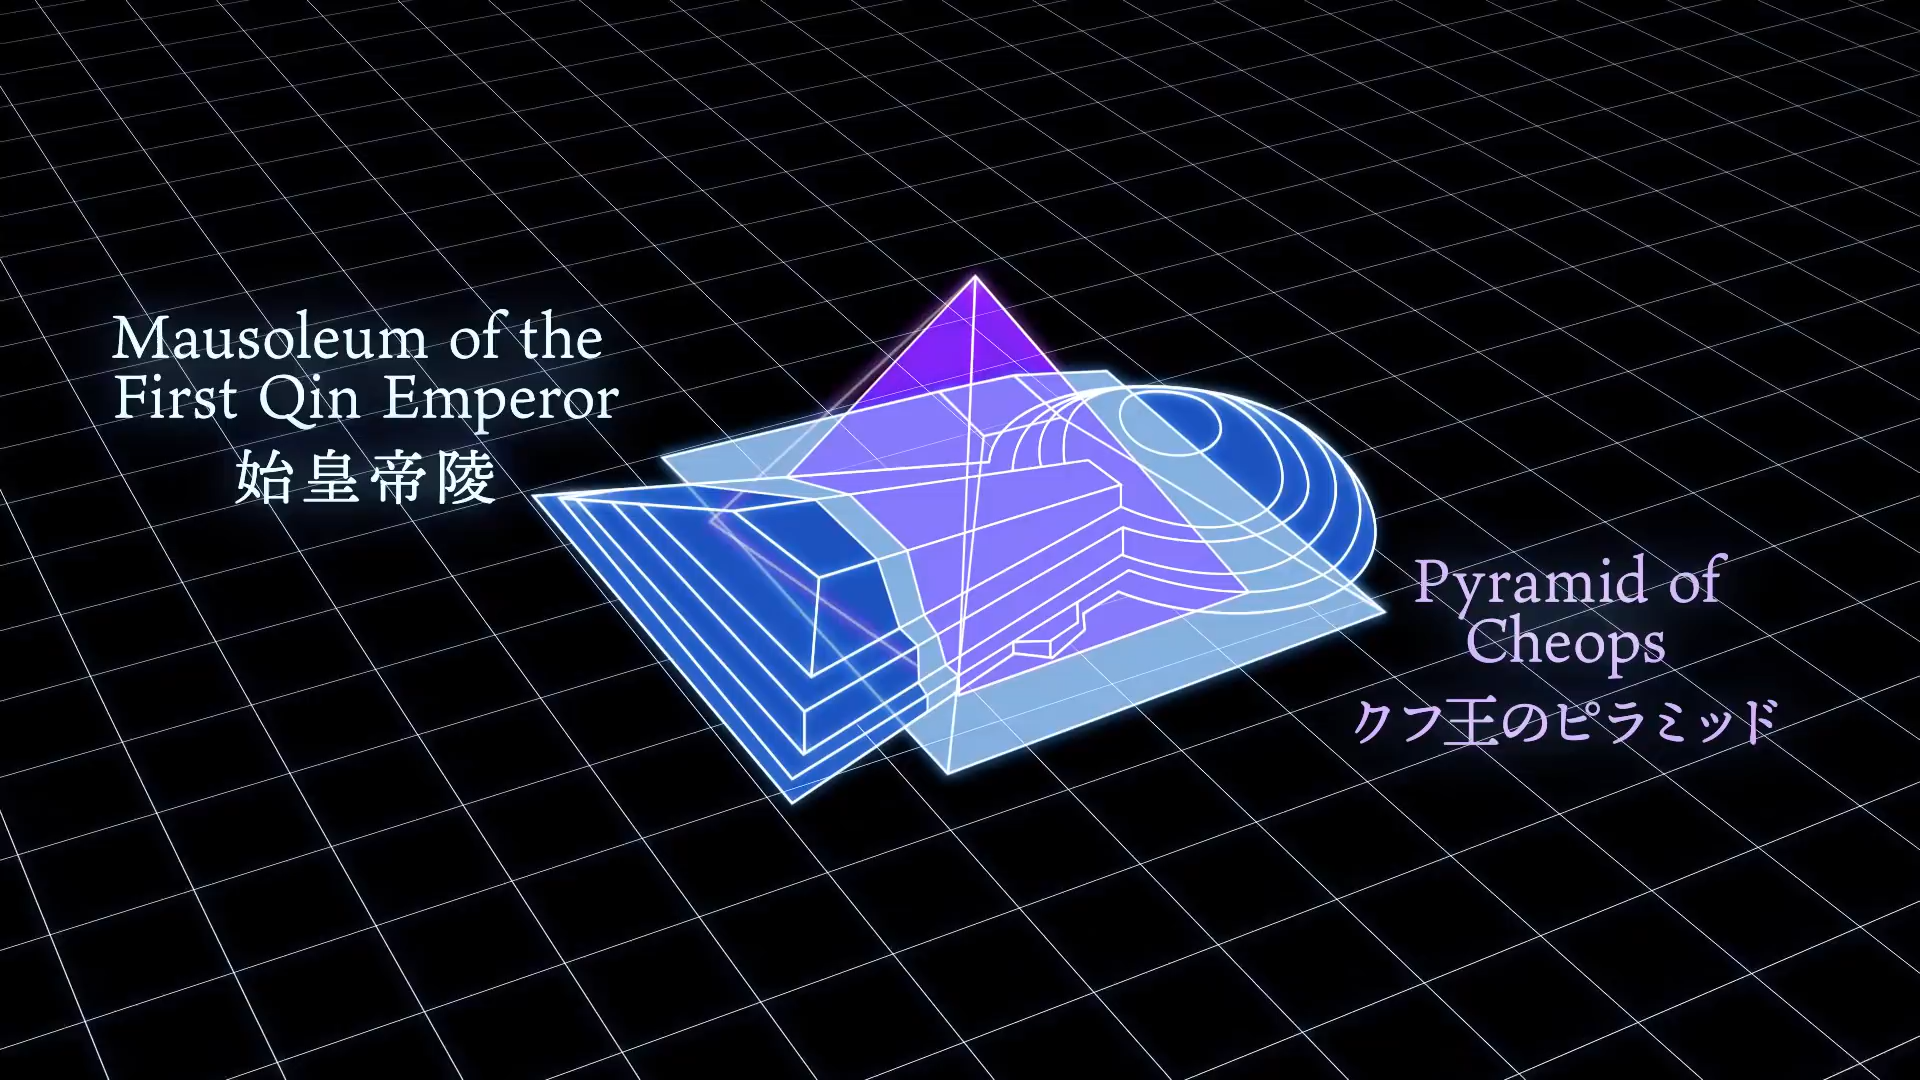 Mausoleum of the
First Qin Emperor
始皇帝陵
Pyramid of
Cheops
クフ王のピラミッド